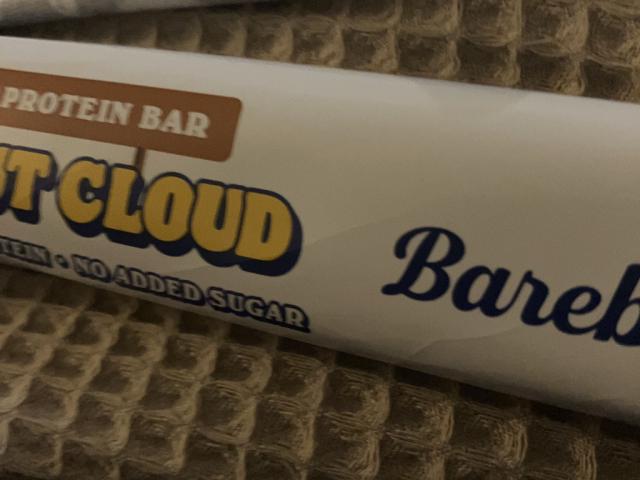 PROTEIN BAR
CLOUD
NO ADDED SUGAR
Bareb